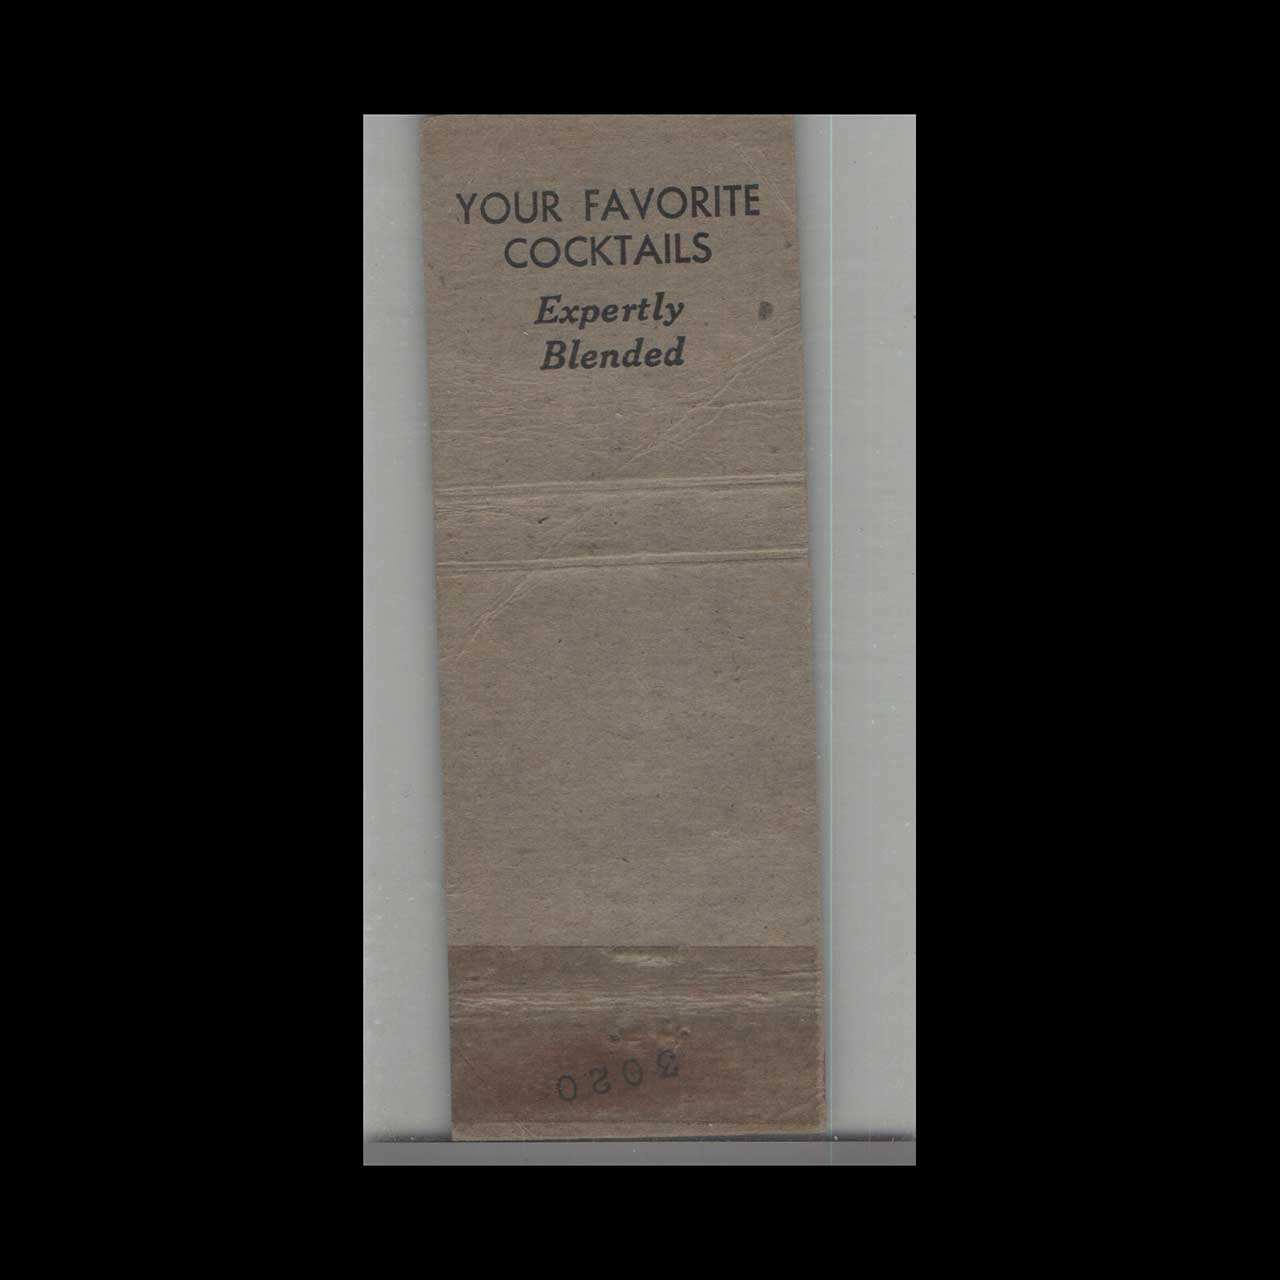 YOUR FAVORITE
COCKTAILS
Expertly
Blended
3020